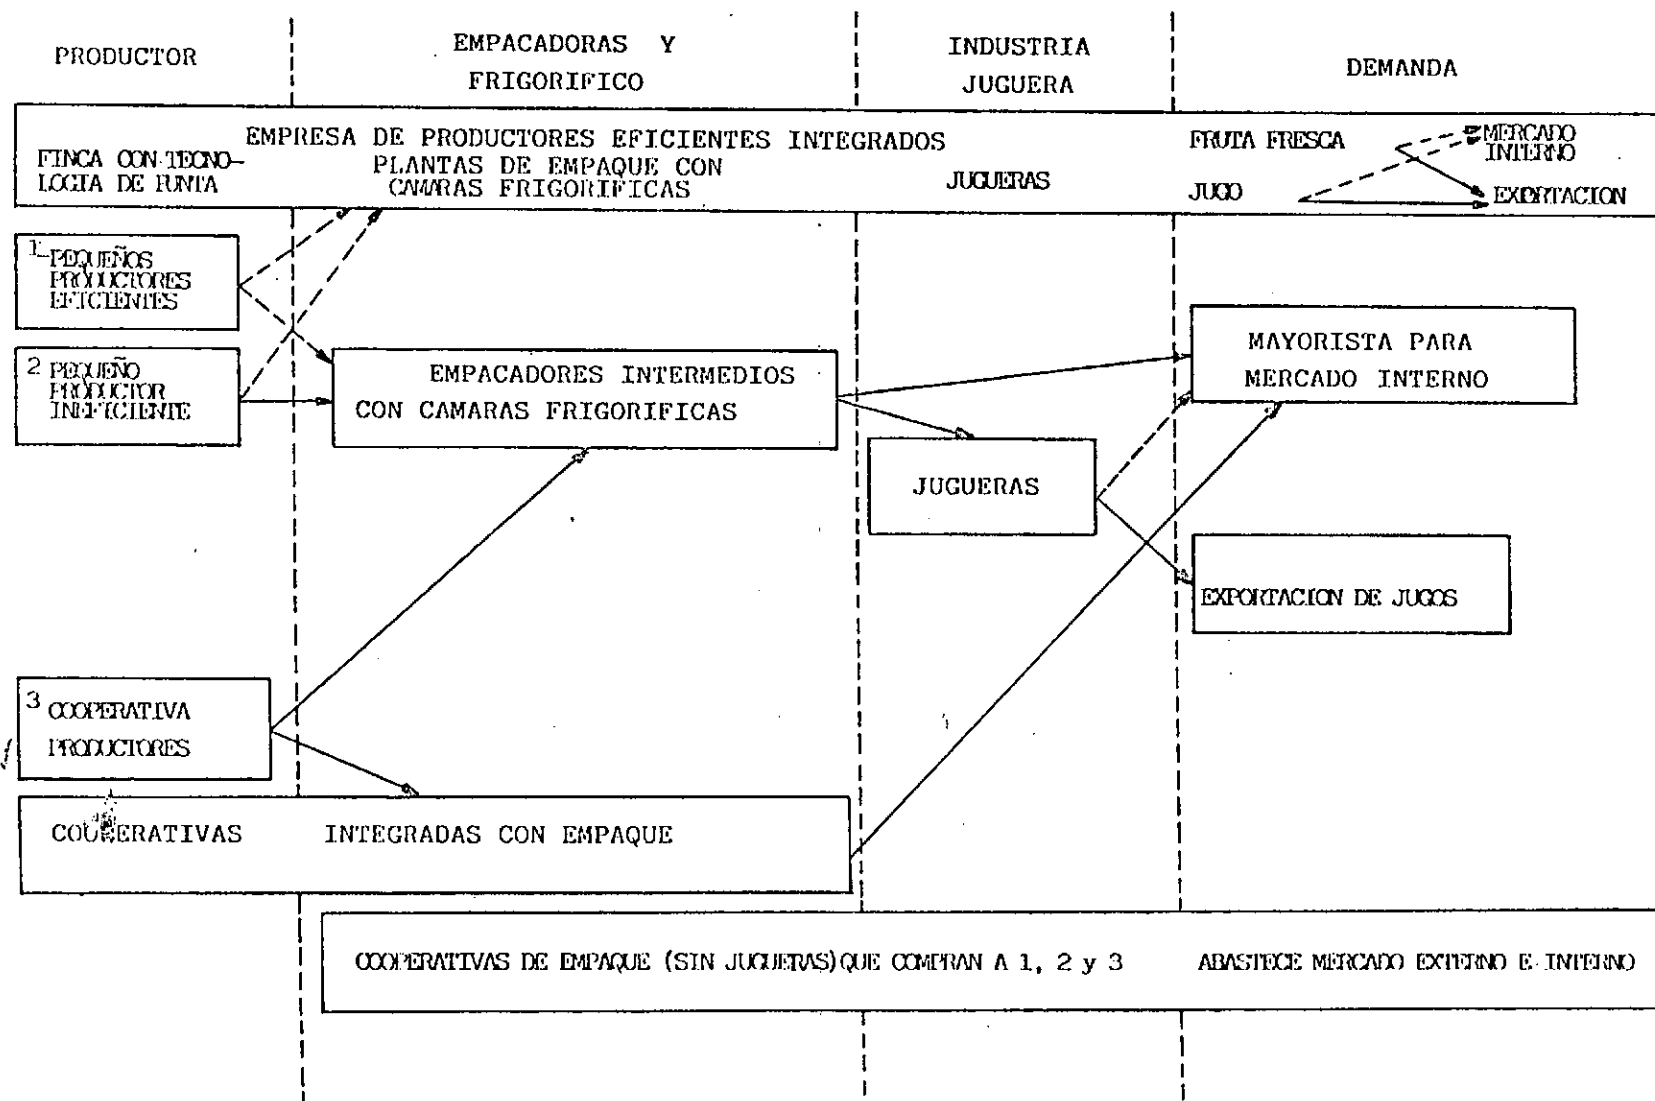 PRODUCTOR
EMPACADORAS Y
FRIGORIFICO
INDUSTRIA
JUGUERA
DEMANDA
EMPRESA DE PRODUCTORES EFICIENTES INTEGRADOS
FINCA CON TECNO-
LOGIA DE PUNTA
PLANTAS DE EMPAQUE CON
CAMARAS FRIGORIFICAS
JUGUERAS
FRUTA FRESCA
JUGO
MERCADO
INTERNO
EXPORTACION
1 PEQUEÑOS
PRODUCTORES
EFICIENTES
2 PEQUEÑO
PRODUCTOR
INEFICIENTE
EMPACADORES INTERMEDIOS
CON CAMARAS FRIGORIFICAS
MAYORISTA PARA
MERCADO INTERNO
JUGUERAS
EXPORTACION DE JUGOS
3 COOPERATIVA
PRODUCTORES
COOPERATIVAS INTEGRADAS CON EMPAQUE
COOPERATIVAS DE EMPAQUE (SIN JUGUERAS) QUE COMPRAN A 1, 2 y 3
ABASTECE MERCADO EXTERNO E INTERNO